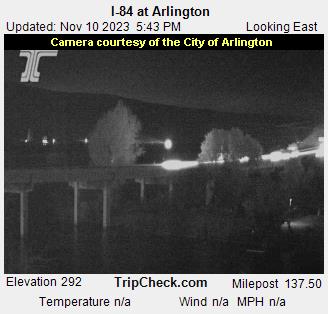 I-84 at Arlington
Updated: Nov 10 2023 5:43 PM Looking East
Camera courtesy of the City of Arlington
Elevation 292 TripCheck.com Milepost 137.50
Temperature n/a Wind n/a MPH n/a